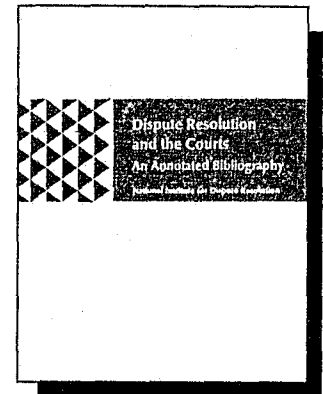 Dispute Resolution
and the Courts
An Annotated Bibliography
National Institute for Dispute Resolution